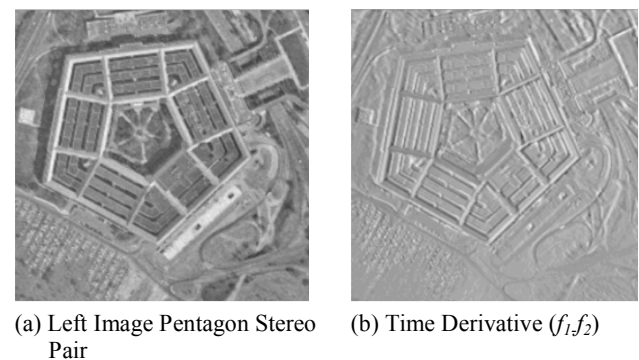 (a) Left Image Pentagon Stereo
Pair
(b) Time Derivative (f1,f2)